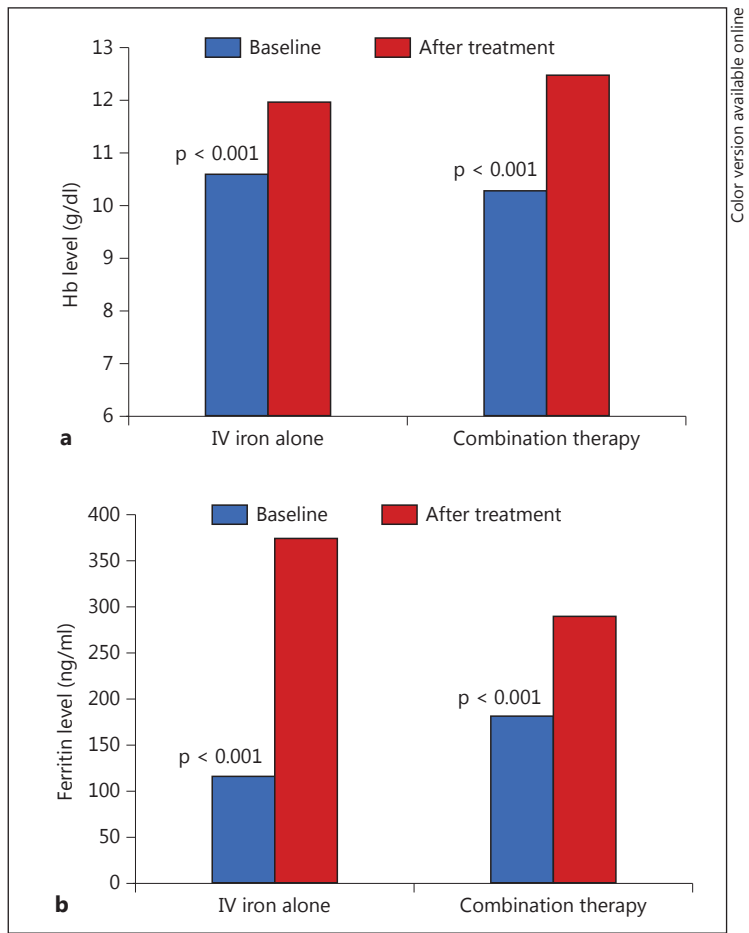 Color version available online
Baseline
After treatment
13
12
11
10
9
8
7
6
Hb level (g/dl)
p < 0.001
p < 0.001
a
IV iron alone
Combination therapy
Baseline
After treatment
400
350
300
250
200
150
100
50
0
Ferritin level (ng/ml)
p < 0.001
p < 0.001
b
IV iron alone
Combination therapy